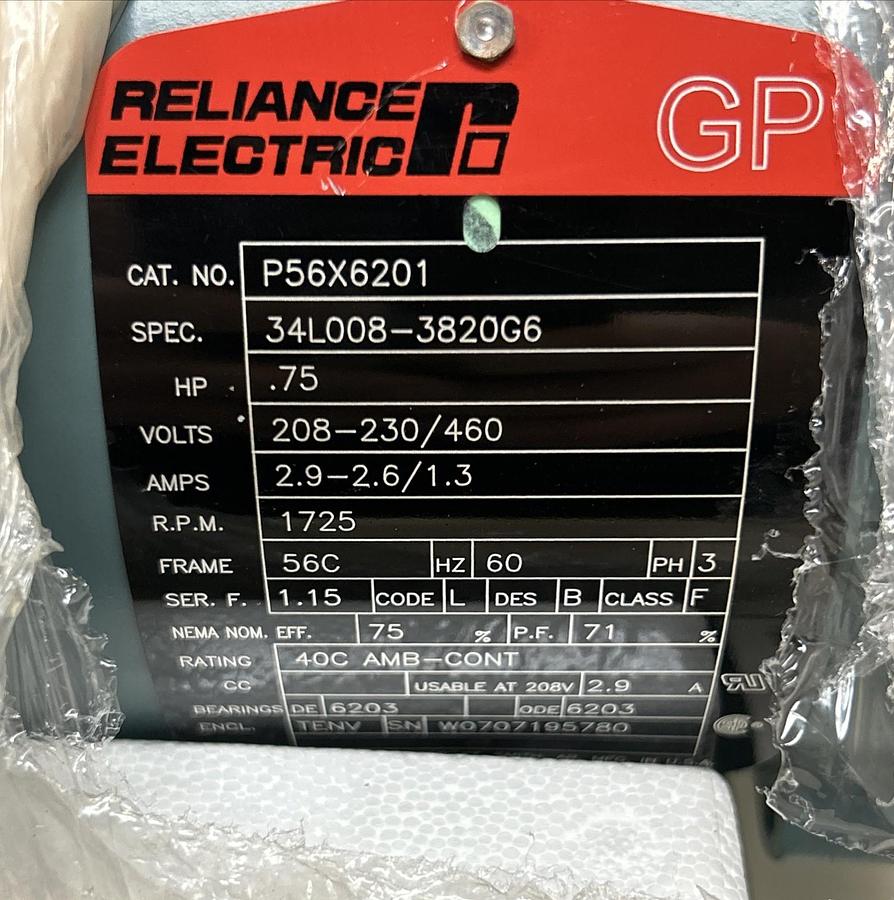 RELIANCE
ELECTRIC
GP
CAT. NO. P56X6201
SPEC. 34L008-3820G6
HP .75
VOLTS 208-230/460
AMPS 2.9-2.6/1.3
R.P.M. 1725
FRAME 56C HZ 60 PH 3
SER. F. 1.15 CODE L DES B CLASS F
NEMA NOM. EFF. 75 % P.F. 71 %
RATING 40C AMB-CONT
CC USABLE AT 208V 2.9 A
BEARINGS DE 6203 ODE 6203
ENCL. TENV SN W0707195780
MFG. IN U.S.A.